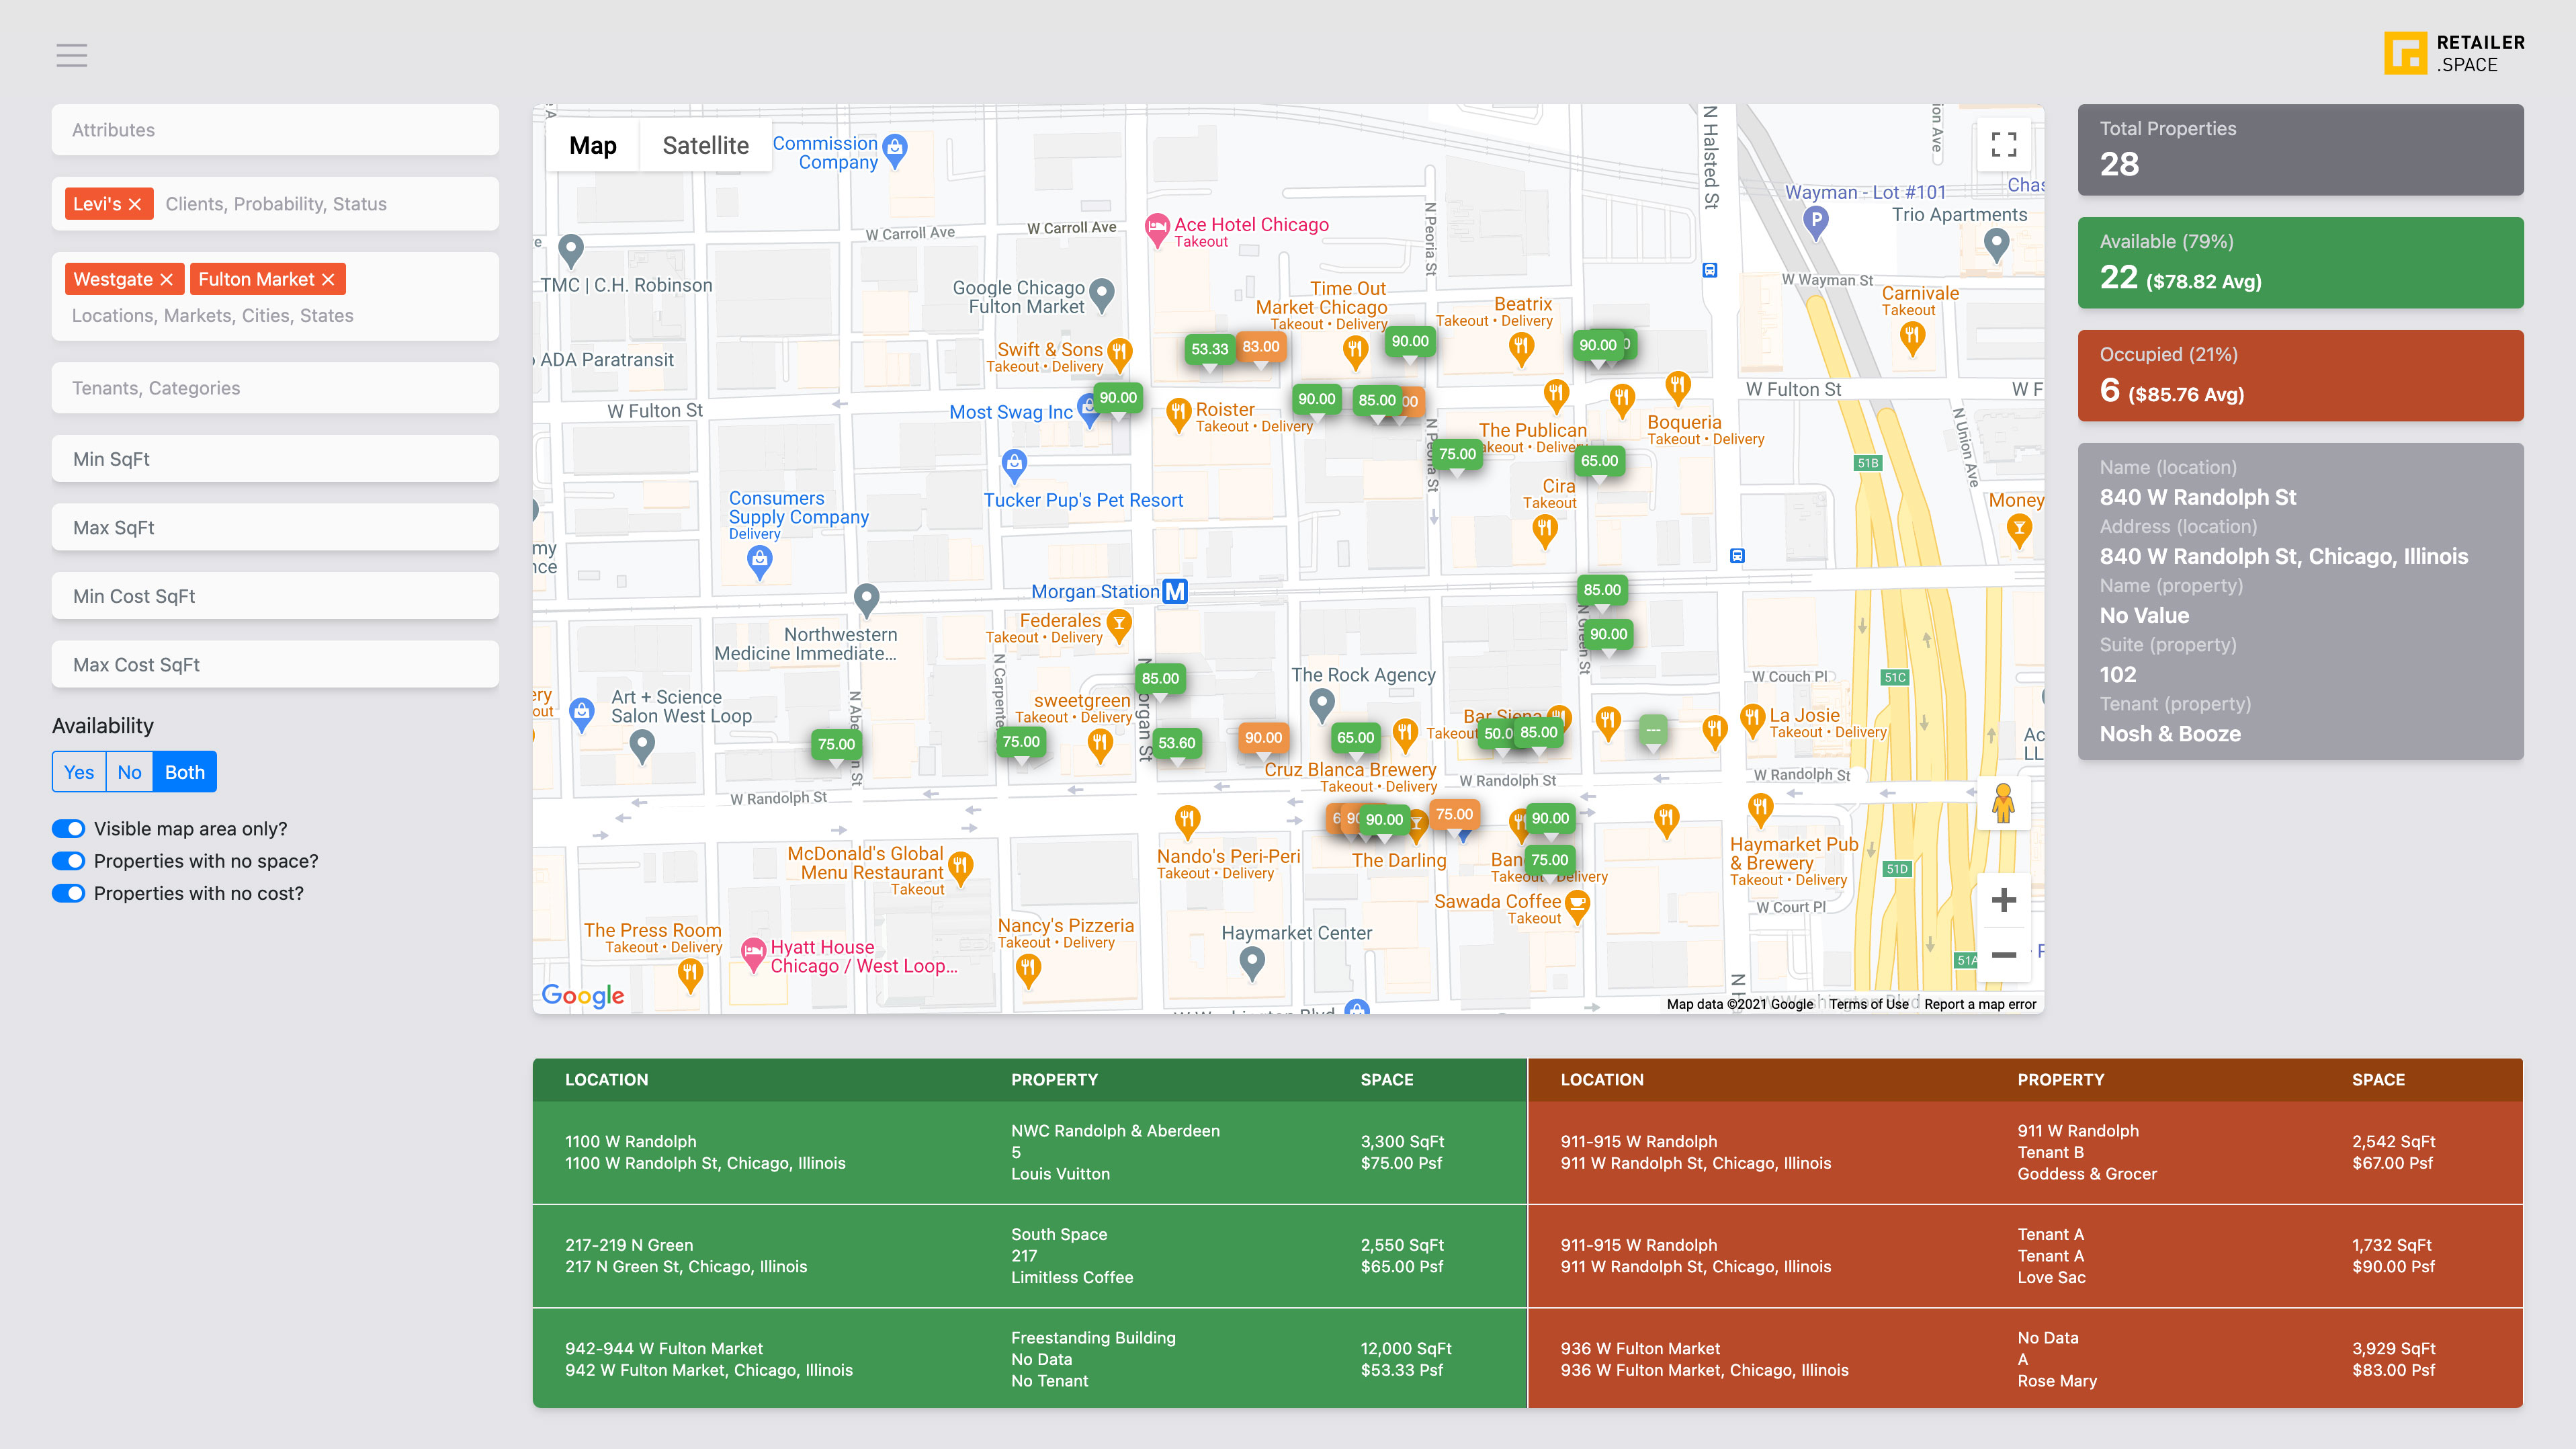 RETAILER
.SPACE
Attributes
Levi's × Clients, Probability, Status
Westgate × Fulton Market ×
Locations, Markets, Cities, States
Tenants, Categories
Min SqFt
Max SqFt
Min Cost SqFt
Max Cost SqFt
Availability
Yes No Both
Visible map area only?
Properties with no space?
Properties with no cost?
Map Satellite
Commission
Company
N Halsted St
Wayman - Lot #101
Trio Apartments
W Carroll Ave
W Carroll Ave
Ace Hotel Chicago
Takeout
N Peoria St
W Wayman St
TMC | C.H. Robinson
Google Chicago
Fulton Market
Time Out
Market Chicago
Takeout • Delivery
Beatrix
Takeout • Delivery
Carnivale
Takeout
ADA Paratransit
Swift & Sons
Takeout • Delivery
53.33
83.00
90.00
90.00
W Fulton St
W Fulton St
W F
Most Swag Inc
90.00
Roister
Takeout • Delivery
90.00
85.00
00
The Publican
Boqueria
Takeout • Delivery
N Union Ave
75.00
65.00
51B
Tucker Pup's Pet Resort
Cira
Takeout
Money
Consumers
Supply Company
Delivery
Morgan Station M
85.00
N Green St
90.00
Federales
Takeout • Delivery
Northwestern
Medicine Immediate...
The Rock Agency
85.00
W Couch Pl
51C
Art + Science
Salon West Loop
sweetgreen
Takeout • Delivery
Bar Siena
La Josie
Takeout • Delivery
75.00
75.00
53.60
90.00
65.00
50.0
85.00
---
Cruz Blanca Brewery
Takeout • Delivery
W Randolph St
W Randolph St
W Randolph St
90.00
75.00
90.00
75.00
McDonald's Global
Menu Restaurant
Takeout
Nando's Peri-Peri
Takeout • Delivery
The Darling
Haymarket Pub
& Brewery
Takeout • Delivery
51D
Sawada Coffee
Takeout
W Court Pl
The Press Room
Takeout • Delivery
Hyatt House
Chicago / West Loop...
Nancy's Pizzeria
Takeout • Delivery
Haymarket Center
51A
Google
Map data ©2021 Google Terms of Use Report a map error
Total Properties
28
Available (79%)
22 ($78.82 Avg)
Occupied (21%)
6 ($85.76 Avg)
Name (location)
840 W Randolph St
Address (location)
840 W Randolph St, Chicago, Illinois
Name (property)
No Value
Suite (property)
102
Tenant (property)
Nosh & Booze
LOCATION PROPERTY SPACE
1100 W Randolph
1100 W Randolph St, Chicago, Illinois
NWC Randolph & Aberdeen
5
Louis Vuitton
3,300 SqFt
$75.00 Psf
217-219 N Green
217 N Green St, Chicago, Illinois
South Space
217
Limitless Coffee
2,550 SqFt
$65.00 Psf
942-944 W Fulton Market
942 W Fulton Market, Chicago, Illinois
Freestanding Building
No Data
No Tenant
12,000 SqFt
$53.33 Psf
LOCATION PROPERTY SPACE
911-915 W Randolph
911 W Randolph St, Chicago, Illinois
911 W Randolph
Tenant B
Goddess & Grocer
2,542 SqFt
$67.00 Psf
911-915 W Randolph
911 W Randolph St, Chicago, Illinois
Tenant A
Tenant A
Love Sac
1,732 SqFt
$90.00 Psf
936 W Fulton Market
936 W Fulton Market, Chicago, Illinois
No Data
A
Rose Mary
3,929 SqFt
$83.00 Psf